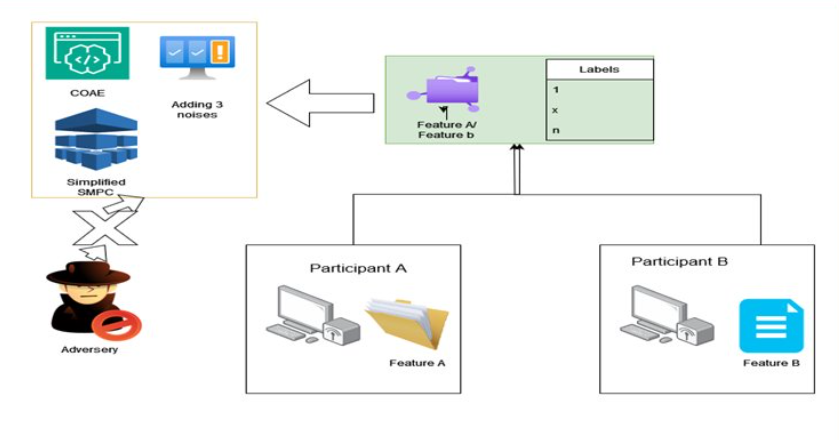 COAE
Adding 3
noises
Simplified
SMPC
Adversery
Feature A/
Feature b
Labels
1
x
n
Participant A
Feature A
Participant B
Feature B